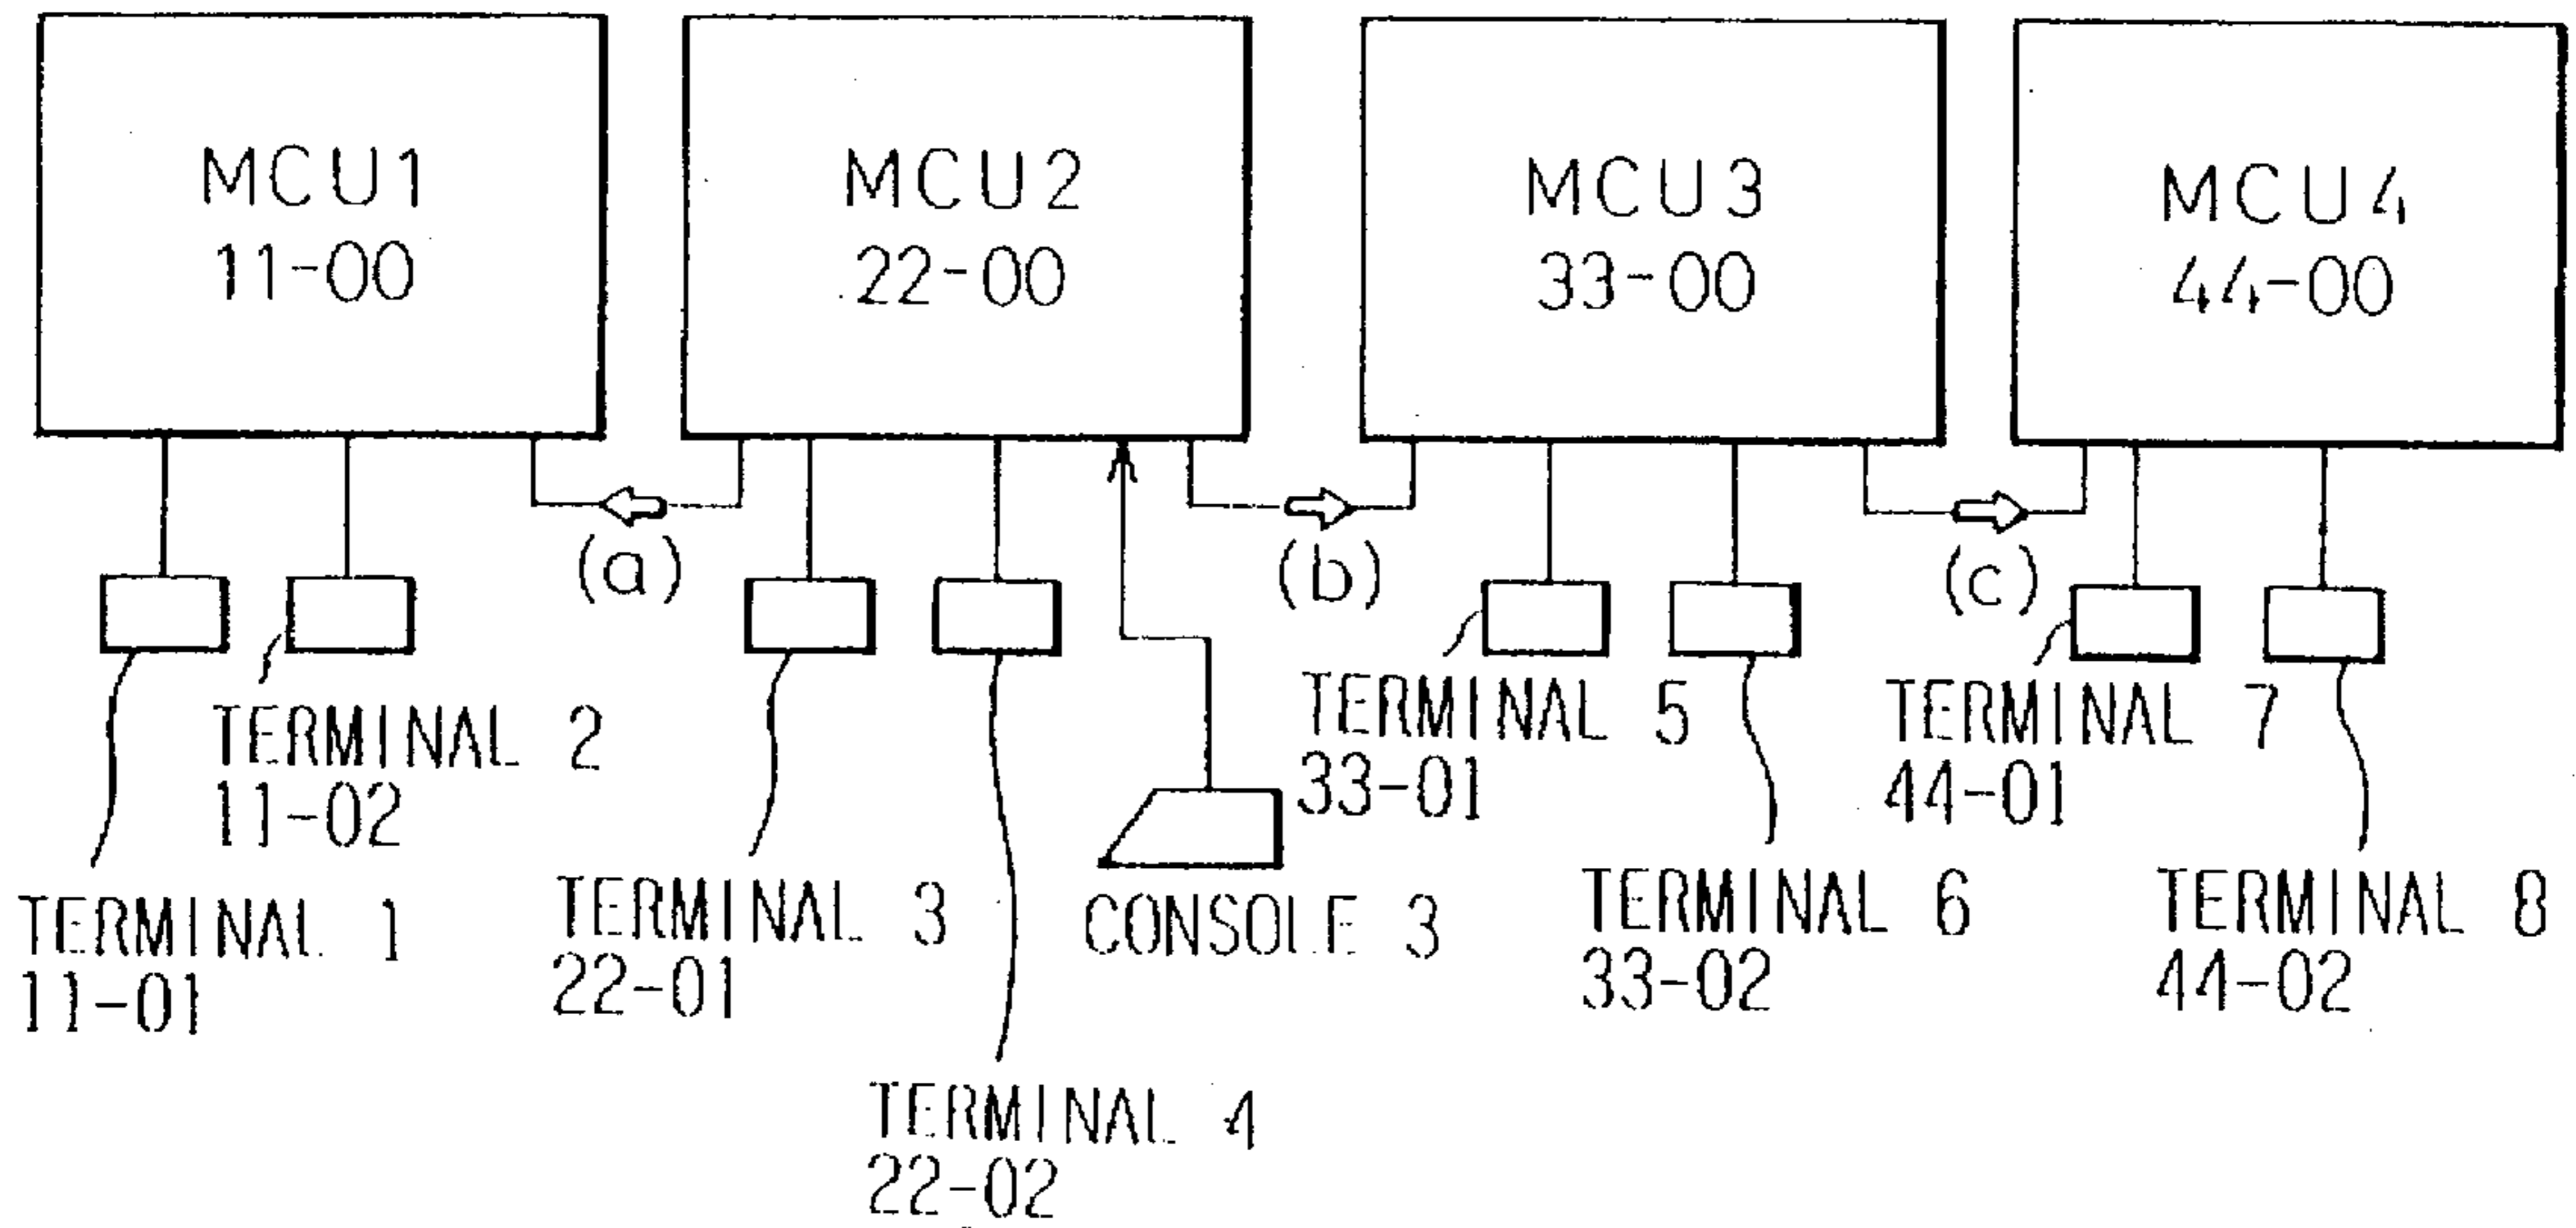 MCU1
11-00
MCU2
22-00
MCU3
33-00
MCU4
44-00
(a)
(b)
(c)
TERMINAL 2
11-02
TERMINAL 5
33-01
TERMINAL 7
44-01
TERMINAL 1
11-01
TERMINAL 3
22-01
CONSOLE 3
TERMINAL 6
33-02
TERMINAL 8
44-02
TERMINAL 4
22-02